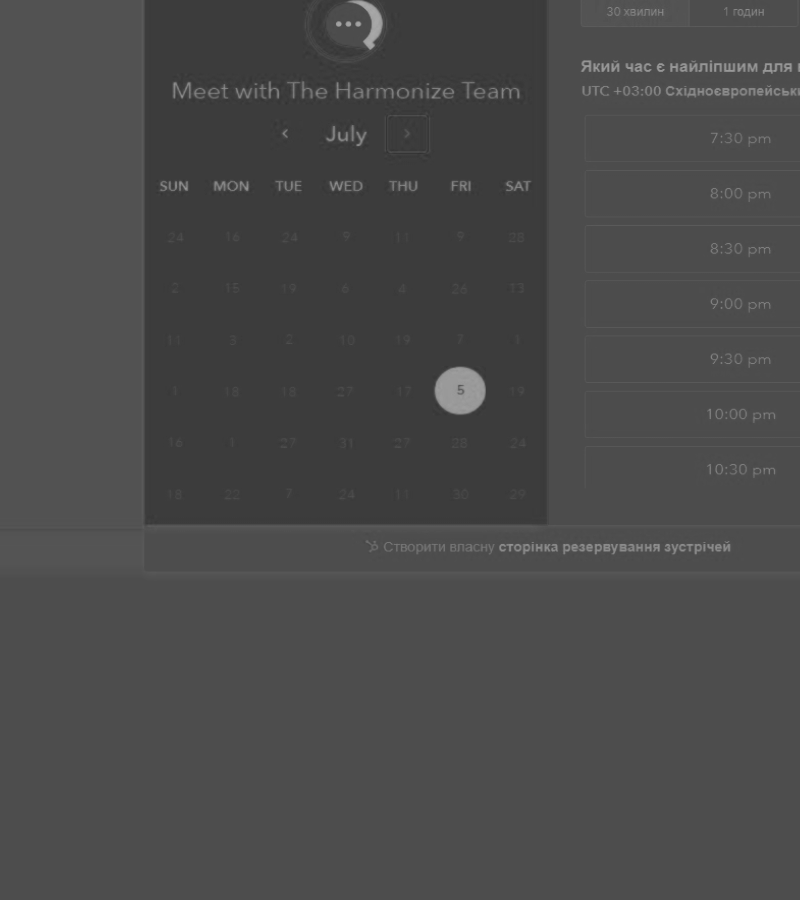 30 хвилин
1 годин
Meet with The Harmonize Team
‹ July ›
SUN MON TUE WED THU FRI SAT
24 16 24 9 11 9 28
2 15 19 6 4 26 13
11 3 2 10 19 7 1
1 18 18 27 17 5 19
16 1 27 31 27 28 24
18 22 7 24 11 30 29
Який час є найліпшим для
UTC +03:00
7:30 pm
8:00 pm
8:30 pm
9:00 pm
9:30 pm
10:00 pm
10:30 pm
Створити власну сторінка резервування зустрічей